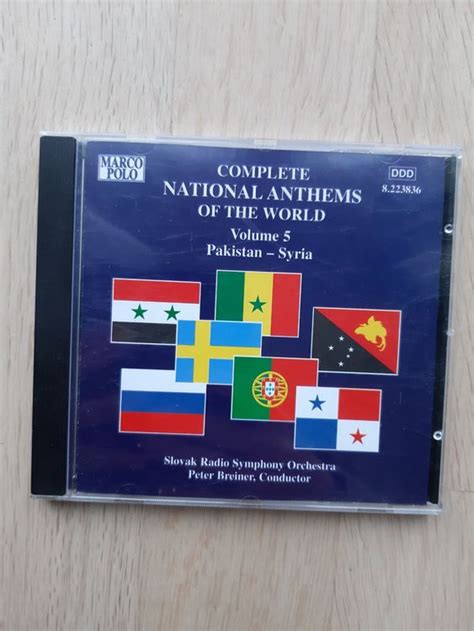 MARCO
POLO
DDD
8.223836
COMPLETE
NATIONAL ANTHEMS
OF THE WORLD
Volume 5
Pakistan – Syria
Slovak Radio Symphony Orchestra
Peter Breiner, Conductor